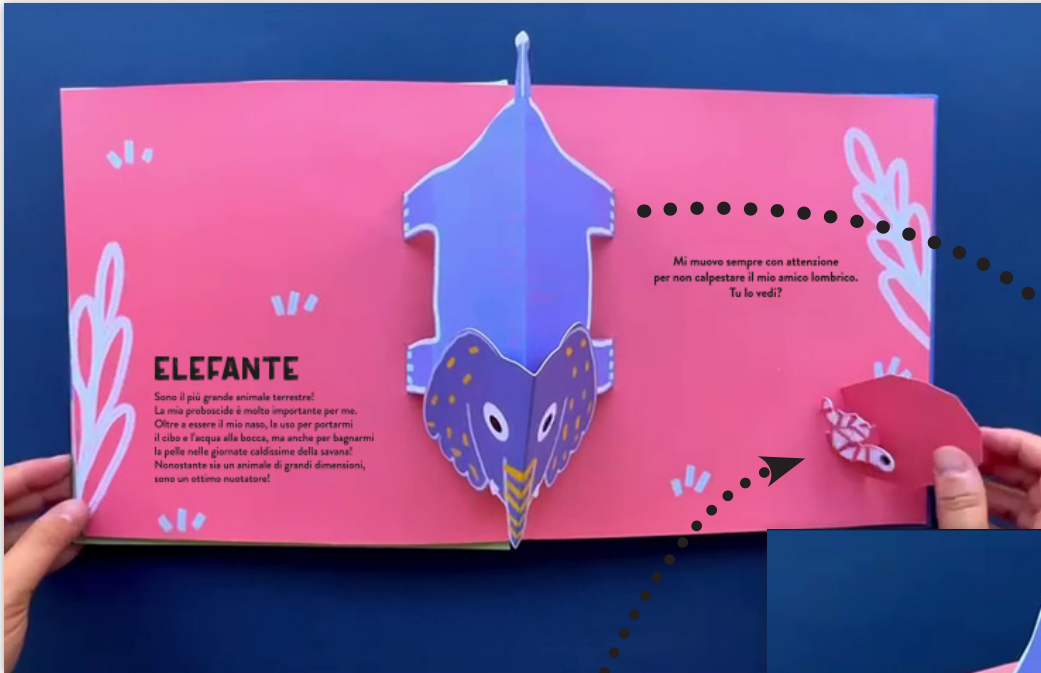 ELEFANTE
Sono il più grande animale terrestre!
La mia proboscide è molto importante per me.
Oltre a essere il mio naso, la uso per portarmi
il cibo e l'acqua alla bocca, ma anche per bagnarmi
la pelle nelle giornate caldissime della savana!
Nonostante sia un animale di grandi dimensioni,
sono un ottimo nuotatore!
Mi muovo sempre con attenzione
per non calpestare il mio amico lombrico.
Tu lo vedi?